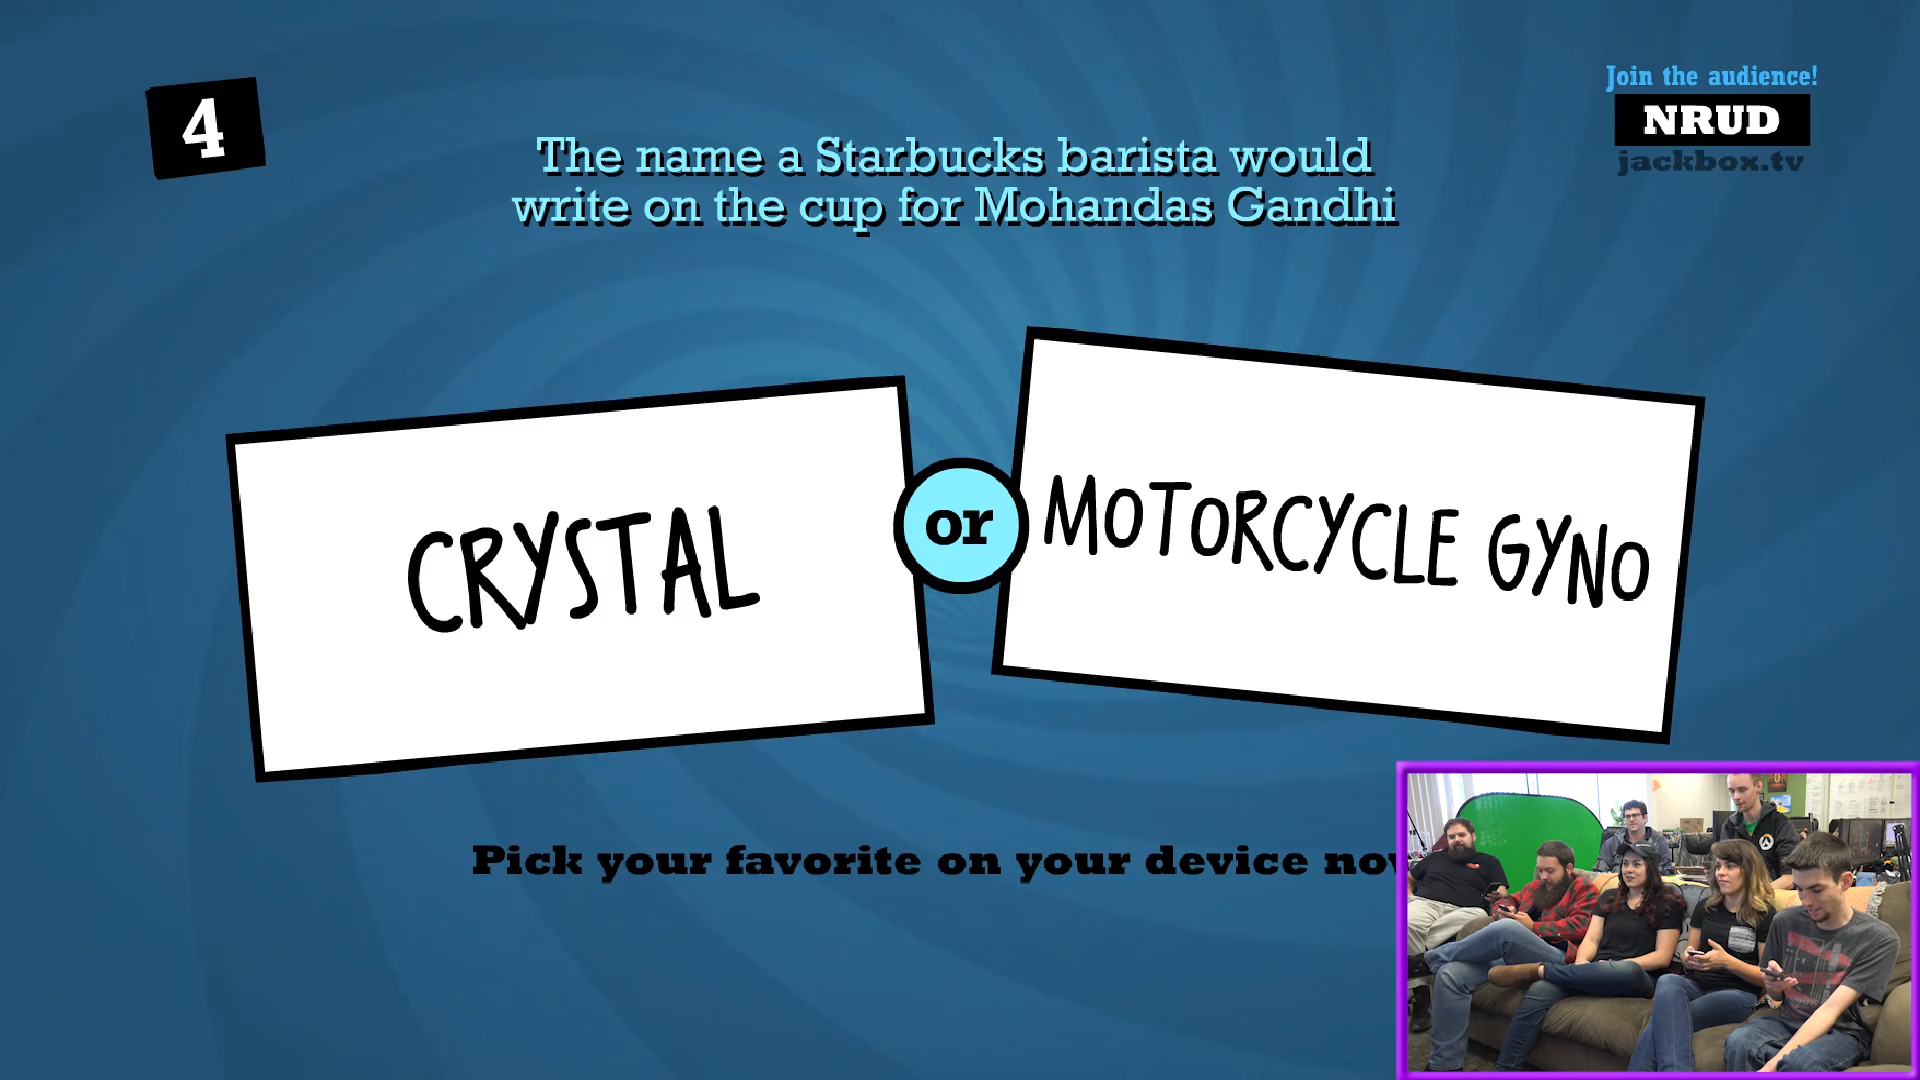 4
Join the audience!
NRUD
jackbox.tv
The name a Starbucks barista would
write on the cup for Mohandas Gandhi
CRYSTAL
or
MOTORCYCLE GYNO
Pick your favorite on your device now